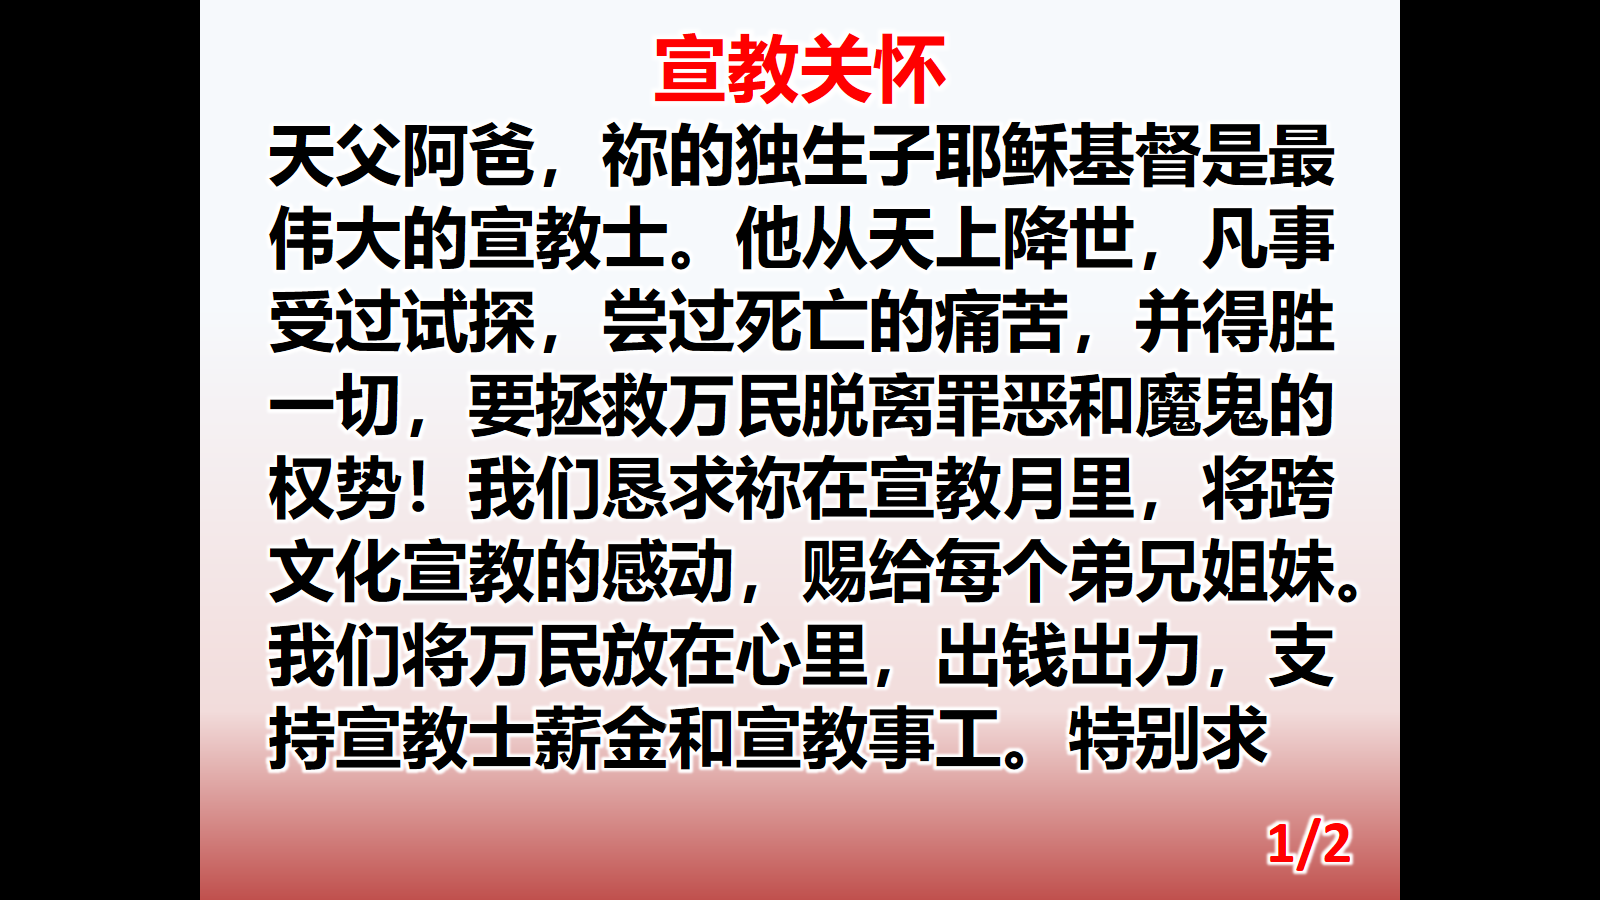 宣教关怀
天父阿爸，祢的独生子耶稣基督是最
伟大的宣教士。他从天上降世，凡事
受过试探，尝过死亡的痛苦，并得胜
一切，要拯救万民脱离罪恶和魔鬼的
权势！我们恳求祢在宣教月里，将跨
文化宣教的感动，赐给每个弟兄姐妹。
我们将万民放在心里，出钱出力，支
持宣教士薪金和宣教事工。特别求
1/2